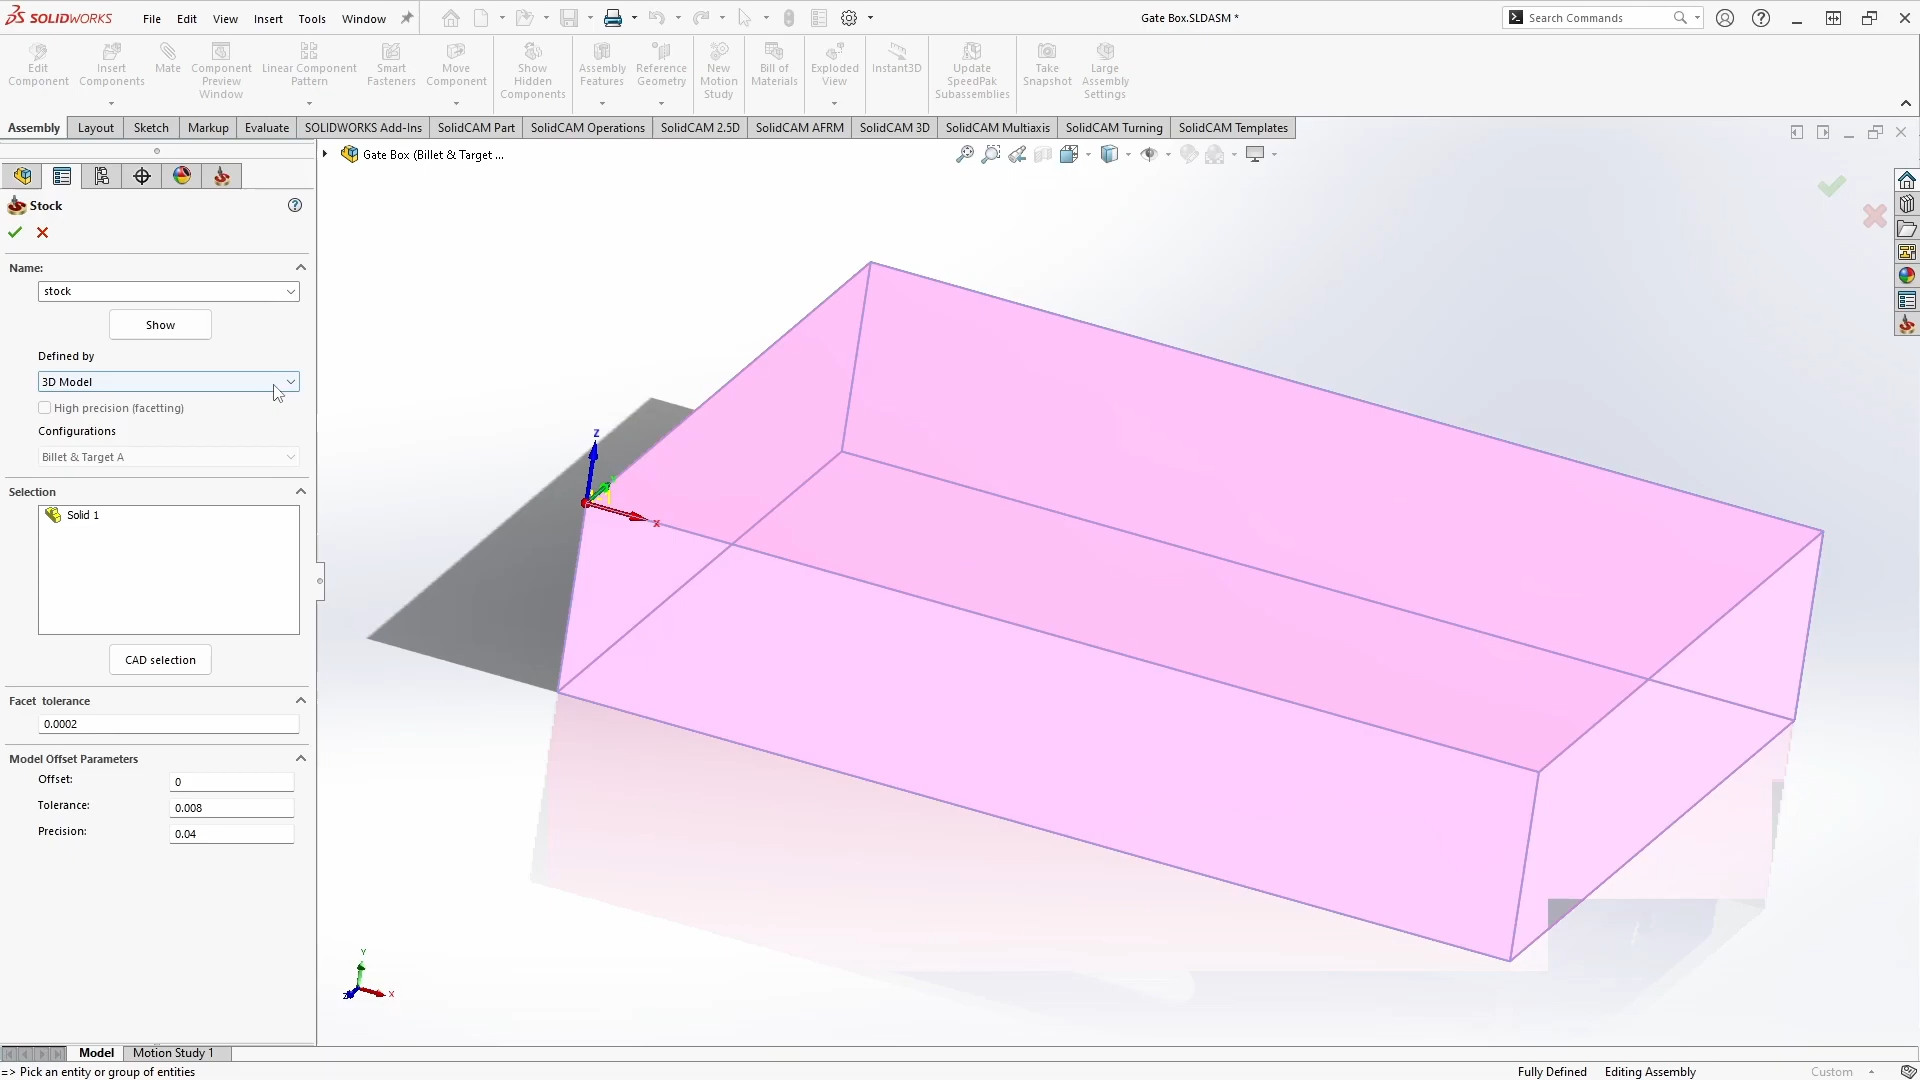 SOLIDWORKS File Edit View Insert Tools Window Gate Box.SLDASM * Search Commands
Edit Component
Insert Components
Mate
Component Preview Window
Linear Component Pattern
Smart Fasteners
Move Component
Show Hidden Components
Assembly Features
Reference Geometry
New Motion Study
Bill of Materials
Exploded View
Instant3D
Update SpeedPak Subassemblies
Take Snapshot
Large Assembly Settings
Assembly Layout Sketch Markup Evaluate SOLIDWORKS Add-Ins SolidCAM Part SolidCAM Operations SolidCAM 2.5D SolidCAM AFRM SolidCAM 3D SolidCAM Multiaxis SolidCAM Turning SolidCAM Templates
Gate Box (Billet & Target ...
Stock
Name:
stock
Show
Defined by
3D Model
High precision (facetting)
Configurations
Billet & Target A
Selection
Solid 1
CAD selection
Facet tolerance
0.0002
Model Offset Parameters
Offset: 0
Tolerance: 0.008
Precision: 0.04
Z
X
Y
Z
X
Model Motion Study 1
=> Pick an entity or group of entities Fully Defined Editing Assembly Custom